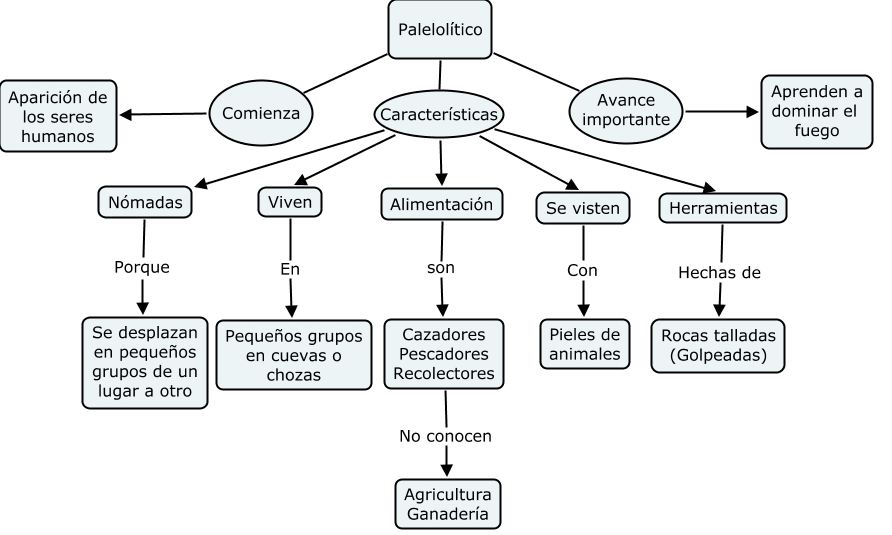 Palelolítico
Aparición de
los seres
humanos
Comienza
Característícas
Avance
importante
Aprenden a
dominar el
fuego
Nómadas
Viven
Alimentación
Se visten
Herramientas
Porque
En
son
Con
Hechas de
Se desplazan
en pequeños
grupos de un
lugar a otro
Pequeños grupos
en cuevas o
chozas
Cazadores
Pescadores
Recolectores
Pieles de
animales
Rocas talladas
(Golpeadas)
No conocen
Agricultura
Ganadería